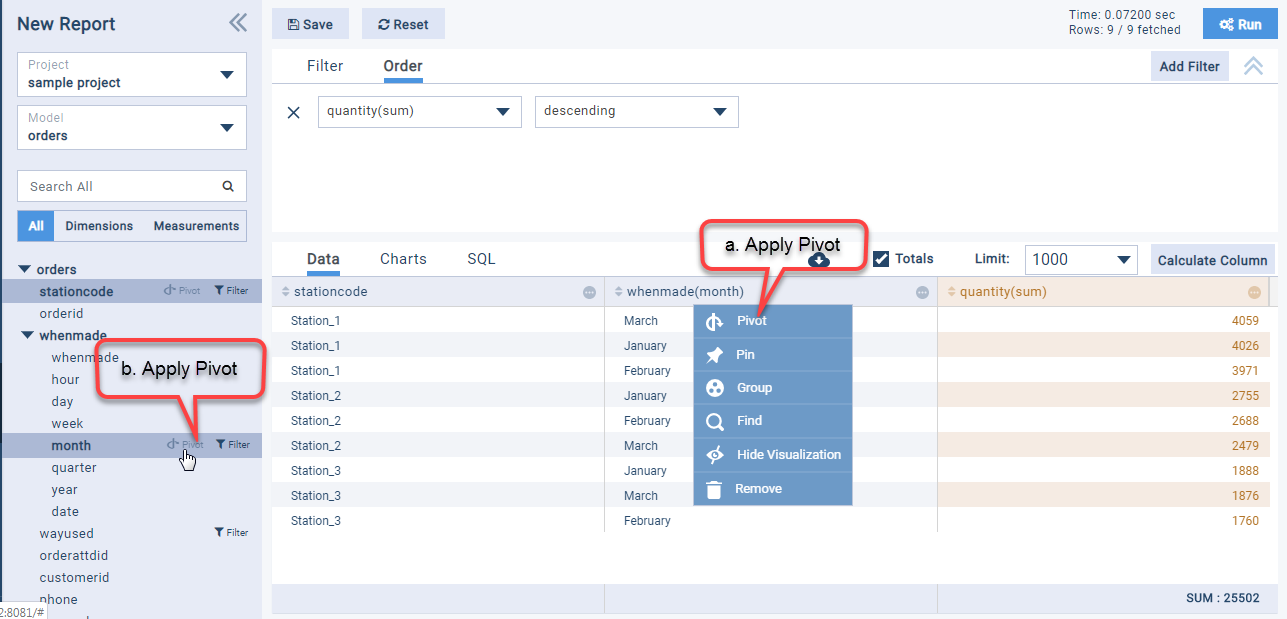 New Report
Project
sample project
Model
orders
Search All
All Dimensions Measurements
orders
stationcode Pivot Filter
orderid
whenmade
whenmade
hour
day
week
month Pivot Filter
quarter
year
date
wayused Filter
orderattdid
customerid
phone
2:8081/#
b. Apply Pivot
Save Reset
Time: 0.07200 sec
Rows: 9 / 9 fetched
Run
Filter Order Add Filter
quantity(sum) descending
a. Apply Pivot
Data Charts SQL Totals Limit: 1000 Calculate Column
stationcode whenmade(month) quantity(sum)
Station_1 March 4059
Station_1 January 4026
Station_1 February 3971
Station_2 January 2755
Station_2 February 2688
Station_2 March 2479
Station_3 January 1888
Station_3 March 1876
Station_3 February 1760
Pivot
Pin
Group
Find
Hide Visualization
Remove
SUM : 25502